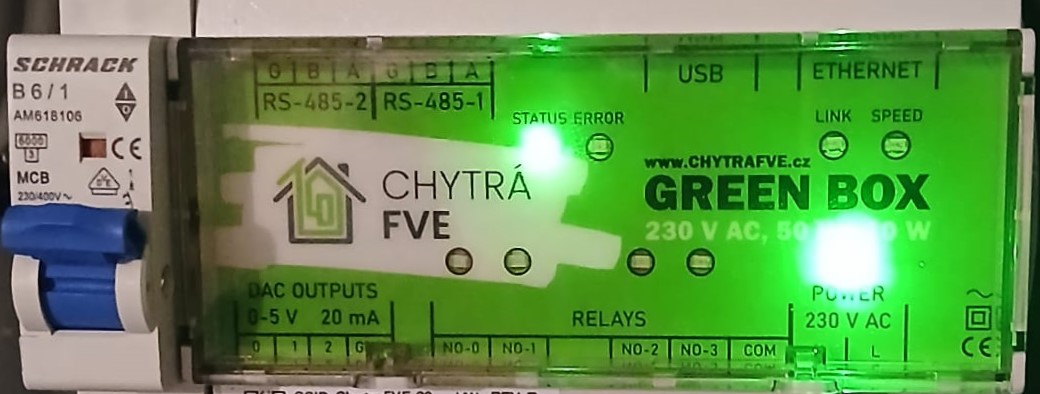 SCHRACK
B 6 / 1
AM618106
6000
3
MCB
230/400V ~
G B A G B A
RS-485-2 RS-485-1
USB
ETHERNET
STATUS ERROR
LINK SPEED
CHYTRÁ
FVE
www.CHYTRAFVE.cz
GREEN BOX
230 V AC, 50 W
DAC OUTPUTS
0-5 V 20 mA
0 1 2 G
RELAYS
NO-0 NO-1 NO-2 NO-3 COM
POWER
230 V AC
L
CE
CE